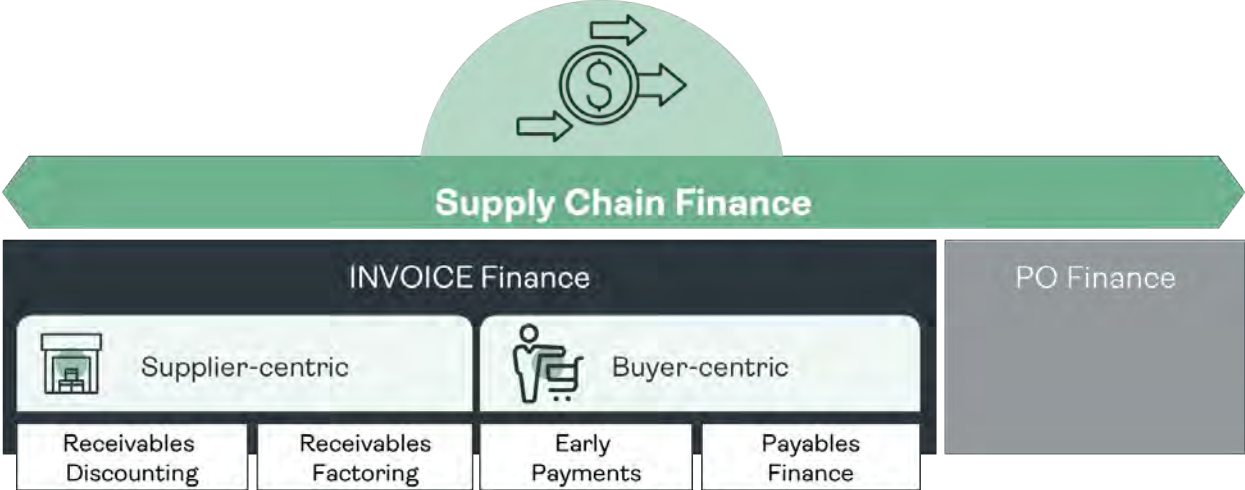 $
Supply Chain Finance
INVOICE Finance
PO Finance
Supplier-centric
Buyer-centric
Receivables
Discounting
Receivables
Factoring
Early
Payments
Payables
Finance